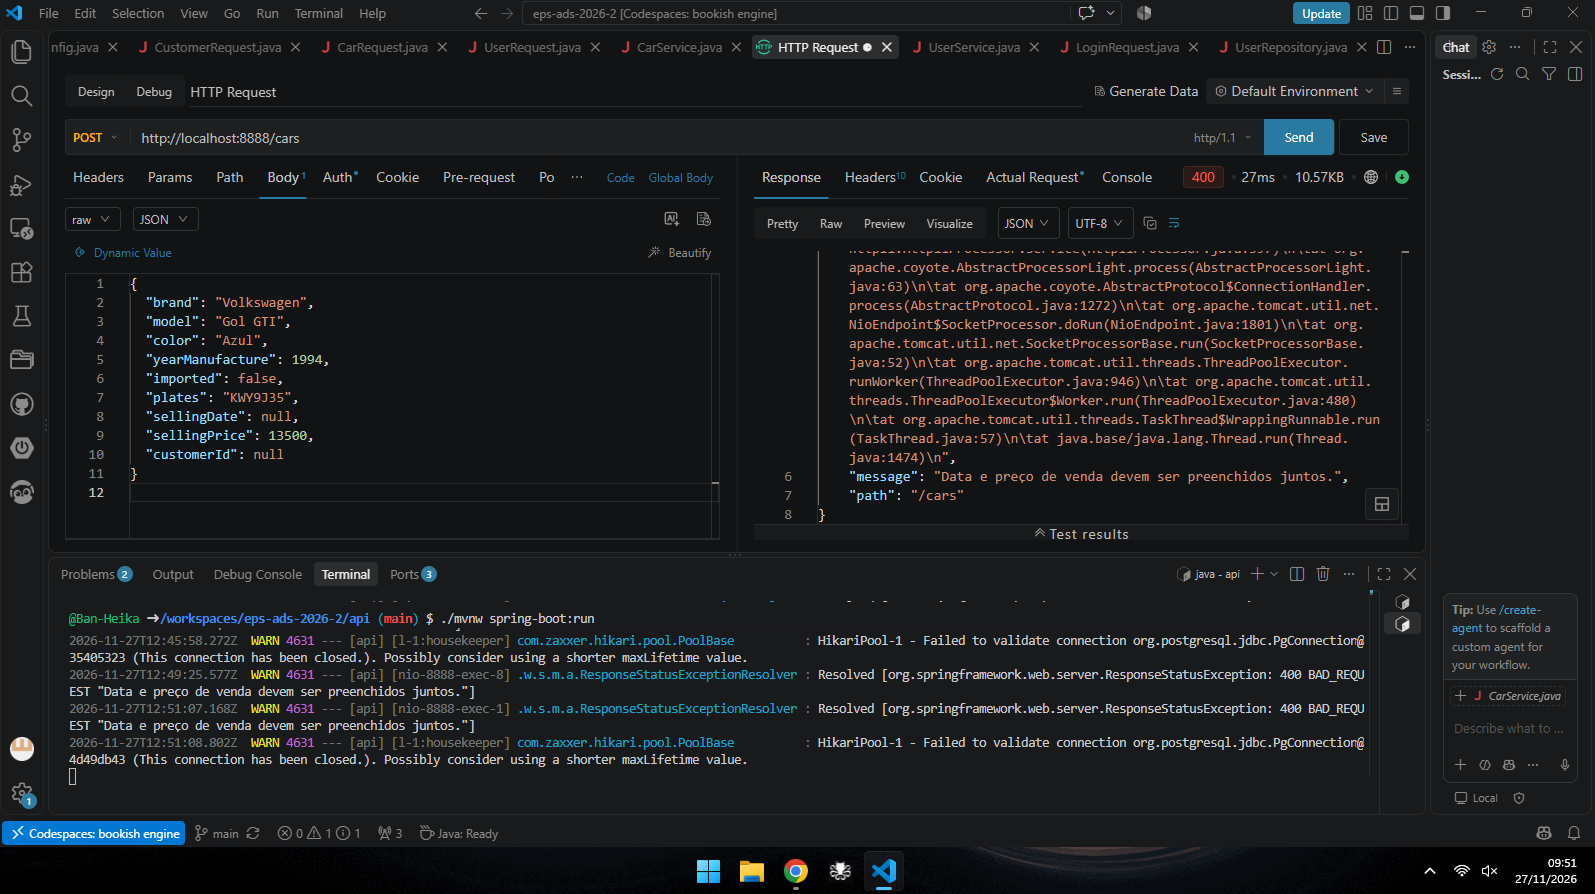 File Edit Selection View Go Run Terminal Help
eps-ads-2026-2 [Codespaces: bookish engine]
Update
nfig.java
CustomerRequest.java
CarRequest.java
UserRequest.java
CarService.java
HTTP Request
UserService.java
LoginRequest.java
UserRepository.java
Chat
Sessi...
Design Debug HTTP Request
Generate Data Default Environment
POST http://localhost:8888/cars http/1.1 Send Save
Headers Params Path Body 1 Auth Cookie Pre-request Po ··· Code Global Body
raw JSON
Dynamic Value Beautify
1 {
2 "brand": "Volkswagen",
3 "model": "Gol GTI",
4 "color": "Azul",
5 "yearManufacture": 1994,
6 "imported": false,
7 "plates": "KWY9J35",
8 "sellingDate": null,
9 "sellingPrice": 13500,
10 "customerId": null
11 }
12
Response Headers 10 Cookie Actual Request Console 400 27ms 10.57KB
Pretty Raw Preview Visualize JSON UTF-8
apache.coyote.AbstractProcessorLight.process(AbstractProcessorLight.
java:63)\n\tat org.apache.coyote.AbstractProtocol$ConnectionHandler.
process(AbstractProtocol.java:1272)\n\tat org.apache.tomcat.util.net.
NioEndpoint$SocketProcessor.doRun(NioEndpoint.java:1801)\n\tat org.
apache.tomcat.util.net.SocketProcessorBase.run(SocketProcessorBase.
java:52)\n\tat org.apache.tomcat.util.threads.ThreadPoolExecutor.
runWorker(ThreadPoolExecutor.java:946)\n\tat org.apache.tomcat.util.
threads.ThreadPoolExecutor$Worker.run(ThreadPoolExecutor.java:480)
\n\tat org.apache.tomcat.util.threads.TaskThread$WrappingRunnable.run
(TaskThread.java:57)\n\tat java.base/java.lang.Thread.run(Thread.
java:1474)\n",
6 "message": "Data e preço de venda devem ser preenchidos juntos.",
7 "path": "/cars"
8 }
Test results
Problems 2 Output Debug Console Terminal Ports 3
java - api
@Ban-Heika ➜/workspaces/eps-ads-2026-2/api (main) $ ./mvnw spring-boot:run
2026-11-27T12:45:58.272Z WARN 4631 --- [api] [l-1:housekeeper] com.zaxxer.hikari.pool.PoolBase : HikariPool-1 - Failed to validate connection org.postgresql.jdbc.PgConnection@
35405323 (This connection has been closed.). Possibly consider using a shorter maxLifetime value.
2026-11-27T12:49:25.577Z WARN 4631 --- [api] [nio-8888-exec-8] .w.s.m.a.ResponseStatusExceptionResolver : Resolved [org.springframework.web.server.ResponseStatusException: 400 BAD_REQU
EST "Data e preço de venda devem ser preenchidos juntos."]
2026-11-27T12:51:07.168Z WARN 4631 --- [api] [nio-8888-exec-1] .w.s.m.a.ResponseStatusExceptionResolver : Resolved [org.springframework.web.server.ResponseStatusException: 400 BAD_REQU
EST "Data e preço de venda devem ser preenchidos juntos."]
2026-11-27T12:51:08.802Z WARN 4631 --- [api] [l-1:housekeeper] com.zaxxer.hikari.pool.PoolBase : HikariPool-1 - Failed to validate connection org.postgresql.jdbc.PgConnection@
4d49db43 (This connection has been closed.). Possibly consider using a shorter maxLifetime value.
Tip: Use /create-
agent to scaffold a
custom agent for
your workflow.
CarService.java
Describe what to ...
Local
1
Codespaces: bookish engine main 0 1 1 3 Java: Ready
09:51
27/11/2026